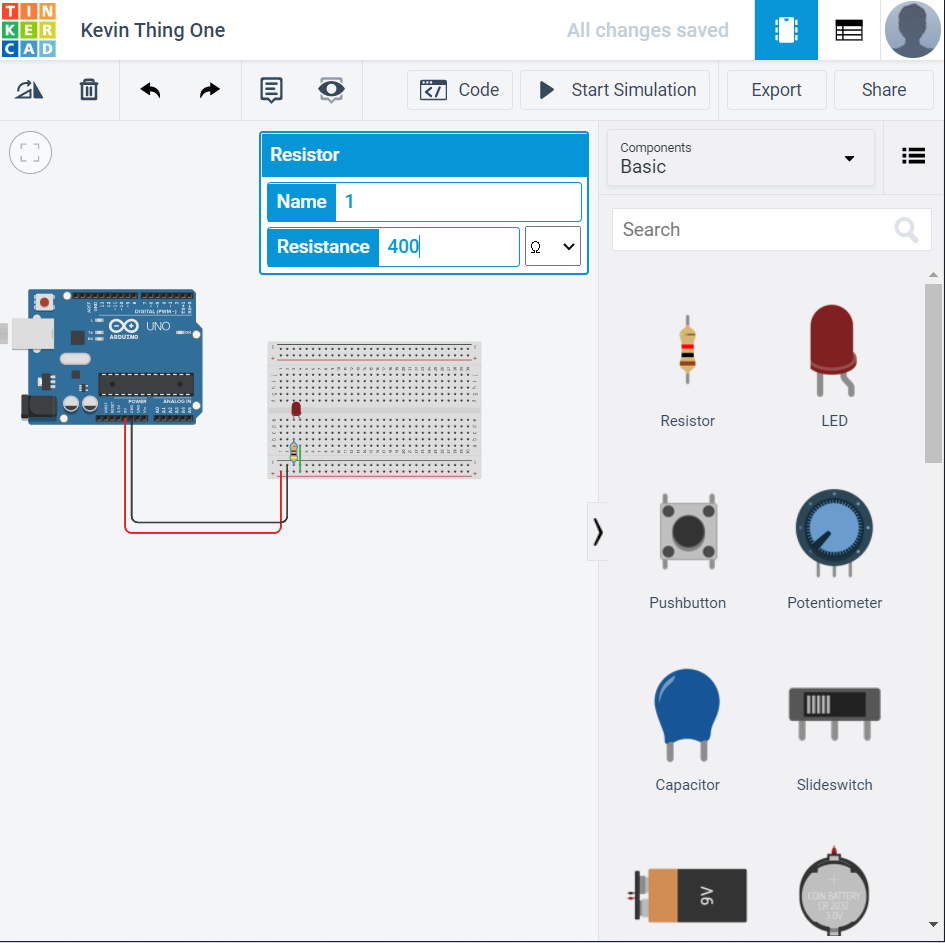 TIN
KER
CAD
Kevin Thing One
All changes saved
Code
Start Simulation
Export
Share
Resistor
Name 1
Resistance 400 Ω
Components
Basic
Search
DIGITAL (PWM~)
UNO
ARDUINO
POWER
ANALOG IN
Resistor
LED
Pushbutton
Potentiometer
Capacitor
Slideswitch
9V
COIN BATTERY
CR 2032
3.0V